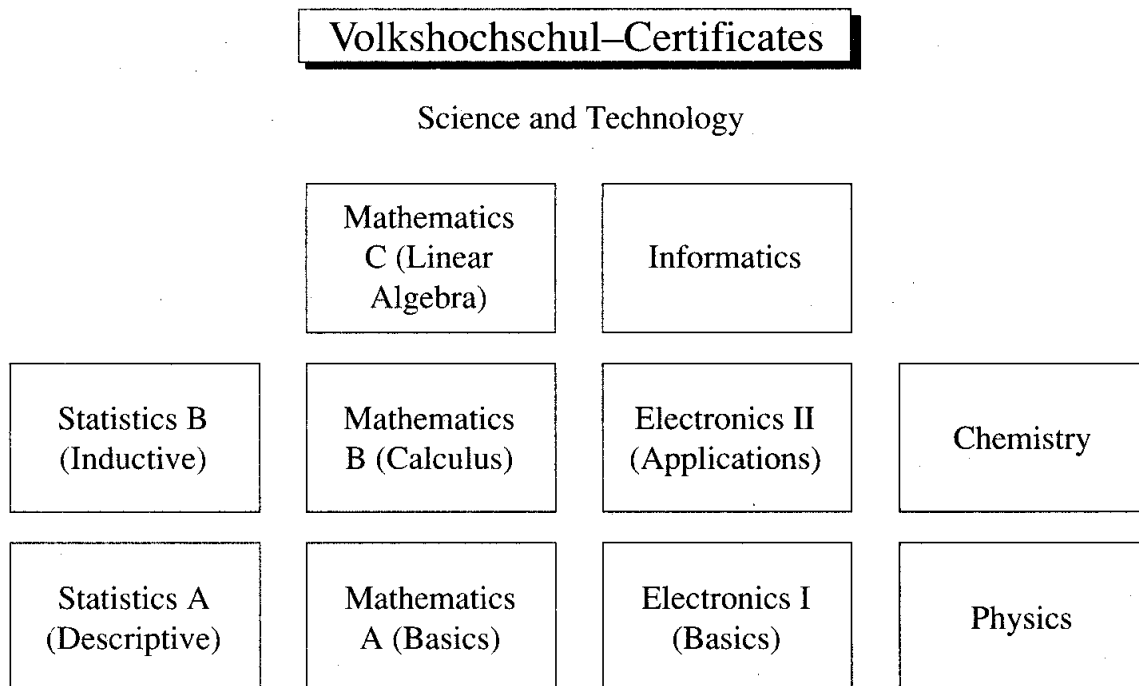 Volkshochschul–Certificates
Science and Technology
Mathematics
C (Linear
Algebra)
Informatics
Statistics B
(Inductive)
Mathematics
B (Calculus)
Electronics II
(Applications)
Chemistry
Statistics A
(Descriptive)
Mathematics
A (Basics)
Electronics I
(Basics)
Physics